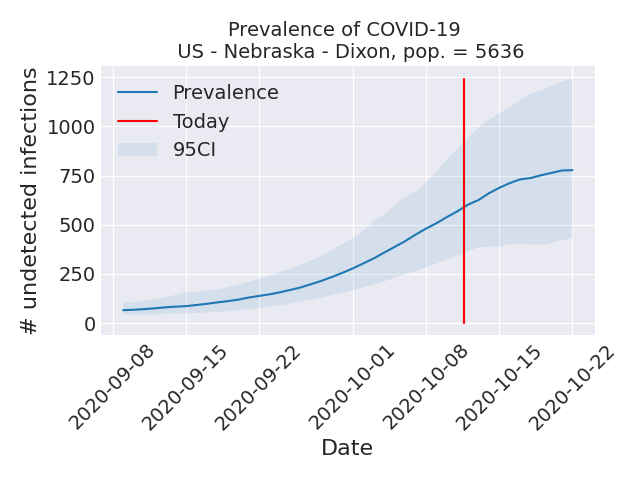 Prevalence of COVID-19
US - Nebraska - Dixon, pop. = 5636
# undetected infections
1250
1000
750
500
250
0
Prevalence
Today
95CI
2020-09-08
2020-09-15
2020-09-22
2020-10-01
2020-10-08
2020-10-15
2020-10-22
Date